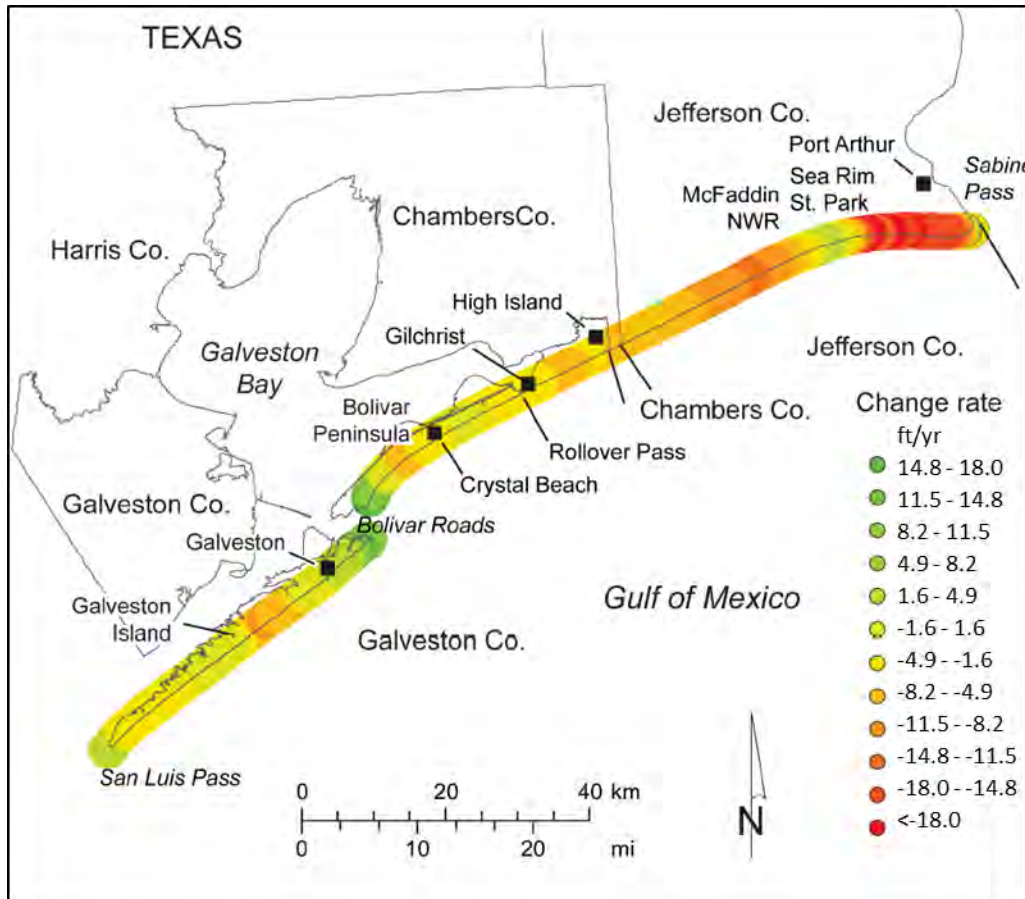 TEXAS
Jefferson Co.
Port Arthur
Sabine
Pass
Sea Rim
St. Park
McFaddin
NWR
ChambersCo.
Harris Co.
High Island
Gilchrist
Galveston
Bay
Jefferson Co.
Chambers Co.
Bolivar
Peninsula
Rollover Pass
Crystal Beach
Galveston Co.
Bolivar Roads
Galveston
Gulf of Mexico
Galveston
Island
Galveston Co.
San Luis Pass
Change rate
ft/yr
14.8 - 18.0
11.5 - 14.8
8.2 - 11.5
4.9 - 8.2
1.6 - 4.9
-1.6 - 1.6
-4.9 - -1.6
-8.2 - -4.9
-11.5 - -8.2
-14.8 - -11.5
-18.0 - -14.8
<-18.0
0 20 40 km
0 10 20 mi
N